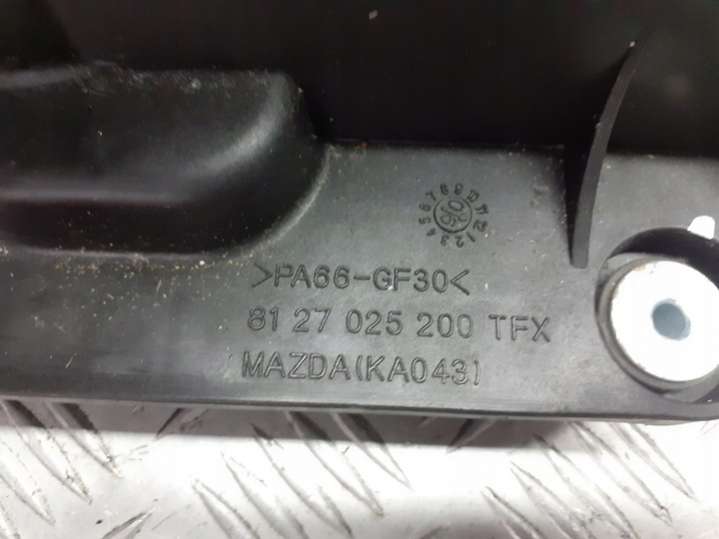 >PA66-GF30<
81 27 025 200 TFX
MAZDA(KA043)